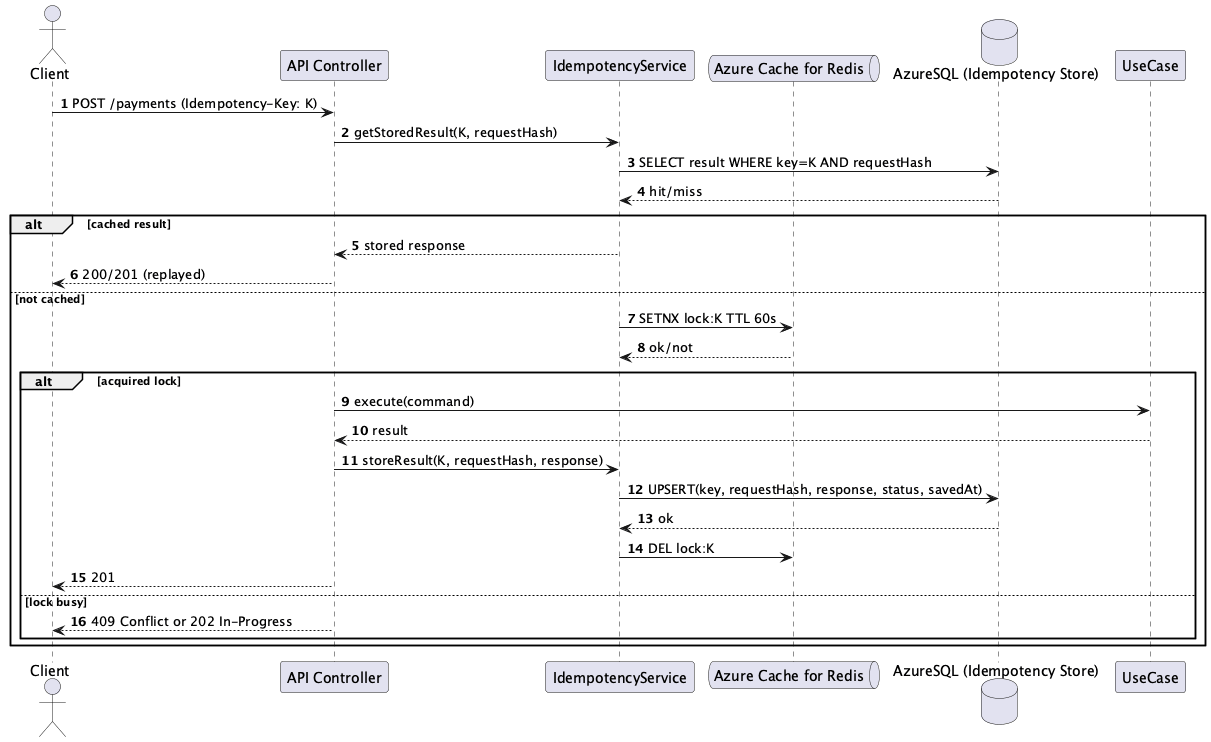 Client
API Controller
IdempotencyService
Azure Cache for Redis
AzureSQL (Idempotency Store)
UseCase
1 POST /payments (Idempotency-Key: K)
2 getStoredResult(K, requestHash)
3 SELECT result WHERE key=K AND requestHash
4 hit/miss
alt [cached result]
5 stored response
6 200/201 (replayed)
[not cached]
7 SETNX lock:K TTL 60s
8 ok/not
alt [acquired lock]
9 execute(command)
10 result
11 storeResult(K, requestHash, response)
12 UPSERT(key, requestHash, response, status, savedAt)
13 ok
14 DEL lock:K
15 201
[lock busy]
16 409 Conflict or 202 In-Progress
Client
API Controller
IdempotencyService
Azure Cache for Redis
AzureSQL (Idempotency Store)
UseCase